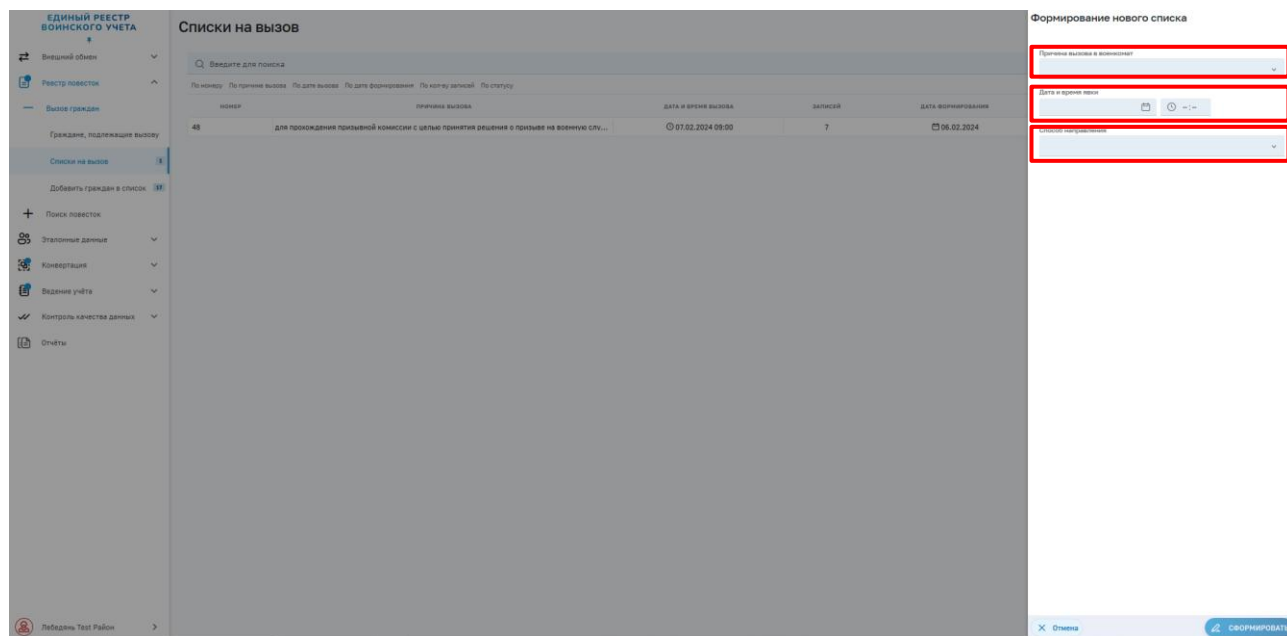 ЕДИНЫЙ РЕЕСТР
ВОИНСКОГО УЧЕТА
Внешний обмен
Реестр повесток
Вызов граждан
Граждане, подлежащие вызову
Списки на вызов 1
Добавить граждан в список 17
Поиск повесток
Эталонные данные
Конвертация
Ведение учёта
Контроль качества данных
Отчёты
Лебедянь Test Район
Списки на вызов
Введите для поиска
По номеру По причине вызова По дате вызова По дате формирования По кол-ву записей По статусу
НОМЕР ПРИЧИНА ВЫЗОВА ДАТА И ВРЕМЯ ВЫЗОВА ЗАПИСЕЙ ДАТА ФОРМИРОВАНИЯ
48 для прохождения призывной комиссии с целью принятия решения о призыве на военную слу... 07.02.2024 09:00 7 06.02.2024
Формирование нового списка
Причина вызова в военкомат
Дата и время явки
--:--
Способ направления
Отмена СФОРМИРОВАТЬ